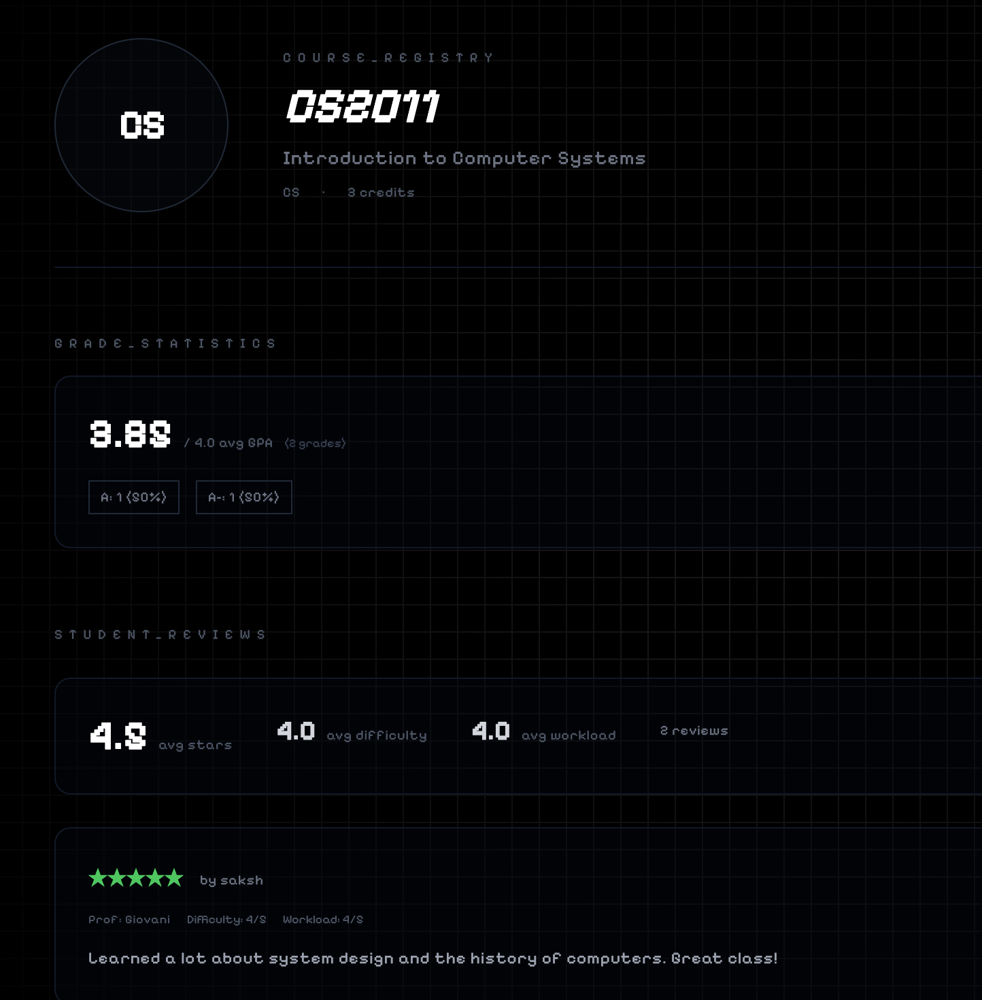 CS
COURSE_REGISTRY
CS2011
Introduction to Computer Systems
CS · 3 credits
GRADE_STATISTICS
3.85 / 4.0 avg GPA (2 grades)
A: 1 (50%) A-: 1 (50%)
STUDENT_REVIEWS
4.5 avg stars 4.0 avg difficulty 4.0 avg workload 2 reviews
★★★★★ by saksh
Prof: Giovani Difficulty: 4/5 Workload: 4/5
Learned a lot about system design and the history of computers. Great class!